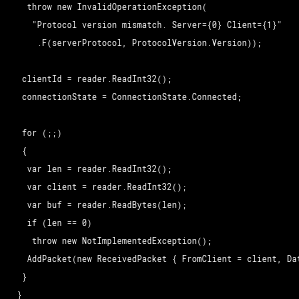 throw new InvalidOperationException(
"Protocol version mismatch. Server={0} Client={1}"
.F(serverProtocol, ProtocolVersion.Version));
clientId = reader.ReadInt32();
connectionState = ConnectionState.Connected;
for (;;)
{
var len = reader.ReadInt32();
var client = reader.ReadInt32();
var buf = reader.ReadBytes(len);
if (len == 0)
throw new NotImplementedException();
AddPacket(new ReceivedPacket { FromClient = client, Dat
}
}